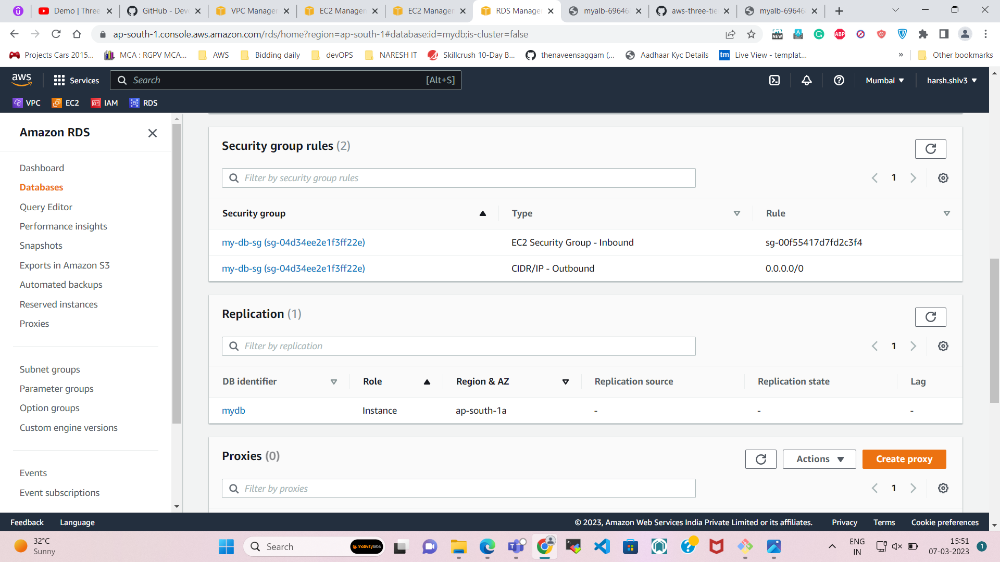 Demo | Three
GitHub - Dev
VPC Manager
EC2 Manager
EC2 Manager
RDS Manage
myalb-69646
aws-three-tie
myalb-69646
ap-south-1.console.aws.amazon.com/rds/home?region=ap-south-1#database:id=mydb;is-cluster=false
NEW
ABP
Projects Cars 2015...
MCA : RGPV MCA...
AWS
Bidding daily
devOPS
NARESH IT
Skillcrush 10-Day B...
thenaveensaggam (...
Aadhaar Kyc Details
tm
Live View - templat...
»
Other bookmarks
aws
Services
Search
[Alt+S]
Mumbai
harsh.shiv3
VPC
EC2
IAM
RDS
Amazon RDS
Dashboard
Databases
Query Editor
Performance insights
Snapshots
Exports in Amazon S3
Automated backups
Reserved instances
Proxies
Subnet groups
Parameter groups
Option groups
Custom engine versions
Events
Event subscriptions
Security group rules (2)
Filter by security group rules
1
Security group
Type
Rule
my-db-sg (sg-04d34ee2e1f3ff22e)
EC2 Security Group - Inbound
sg-00f55417d7fd2c3f4
my-db-sg (sg-04d34ee2e1f3ff22e)
CIDR/IP - Outbound
0.0.0.0/0
Replication (1)
Filter by replication
1
DB identifier
Role
Region & AZ
Replication source
Replication state
Lag
mydb
Instance
ap-south-1a
-
-
-
Proxies (0)
Actions
Create proxy
Filter by proxies
1
Feedback
Language
© 2023, Amazon Web Services India Private Limited or its affiliates.
Privacy
Terms
Cookie preferences
32°C
Sunny
Search
motivitylabs
ENG
IN
15:51
07-03-2023
1